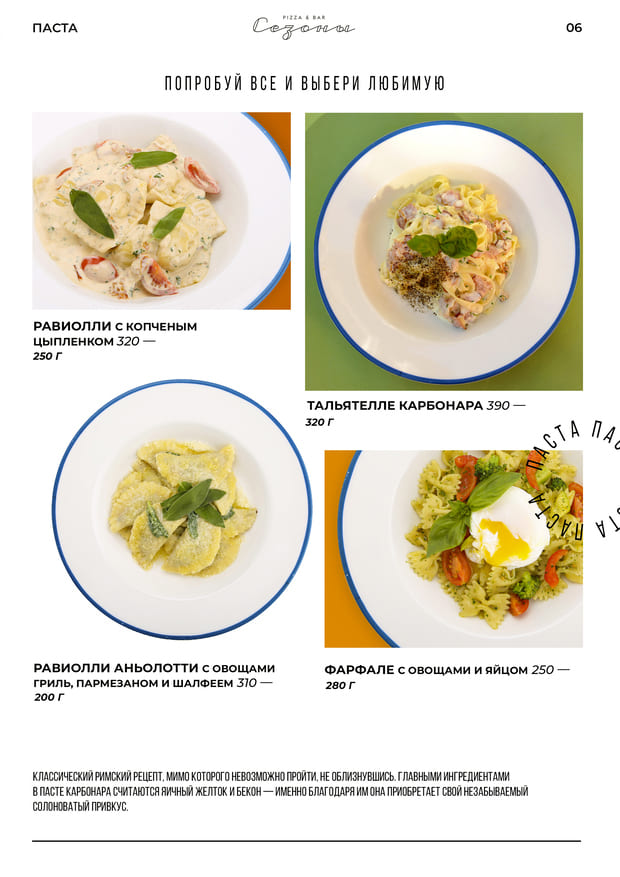 ПАСТА
PIZZA & BAR
Сезоны
06
ПОПРОБУЙ ВСЕ И ВЫБЕРИ ЛЮБИМУЮ
РАВИОЛЛИ С КОПЧЕНЫМ
ЦЫПЛЕНКОМ 320 —
250 Г
ТАЛЬЯТЕЛЛЕ КАРБОНАРА 390 —
320 Г
ПАСТА ПАС
ТА ПАСТА ПАСТА
РАВИОЛЛИ АНЬОЛОТТИ С ОВОЩАМИ
ГРИЛЬ, ПАРМЕЗАНОМ И ШАЛФЕЕМ 310 —
200 Г
ФАРФАЛЕ С ОВОЩАМИ И ЯЙЦОМ 250 —
280 Г
КЛАССИЧЕСКИЙ РИМСКИЙ РЕЦЕПТ, МИМО КОТОРОГО НЕВОЗМОЖНО ПРОЙТИ, НЕ ОБЛИЗНУВШИСЬ. ГЛАВНЫМИ ИНГРЕДИЕНТАМИ
В ПАСТЕ КАРБОНАРА СЧИТАЮТСЯ ЯИЧНЫЙ ЖЕЛТОК И БЕКОН — ИМЕННО БЛАГОДАРЯ ИМ ОНА ПРИОБРЕТАЕТ СВОЙ НЕЗАБЫВАЕМЫЙ
СОЛОНОВАТЫЙ ПРИВКУС.